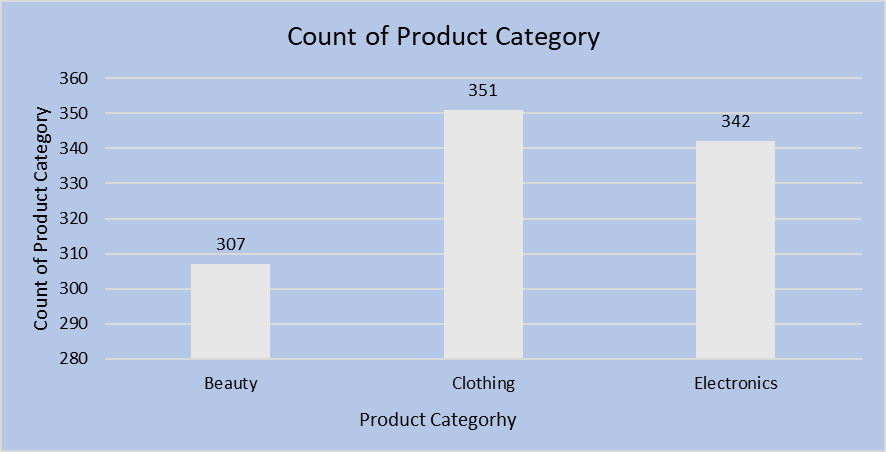 Count of Product Category
Count of Product Category
360
350
340
330
320
310
300
290
280
307
351
342
Beauty
Clothing
Electronics
Product Categorhy